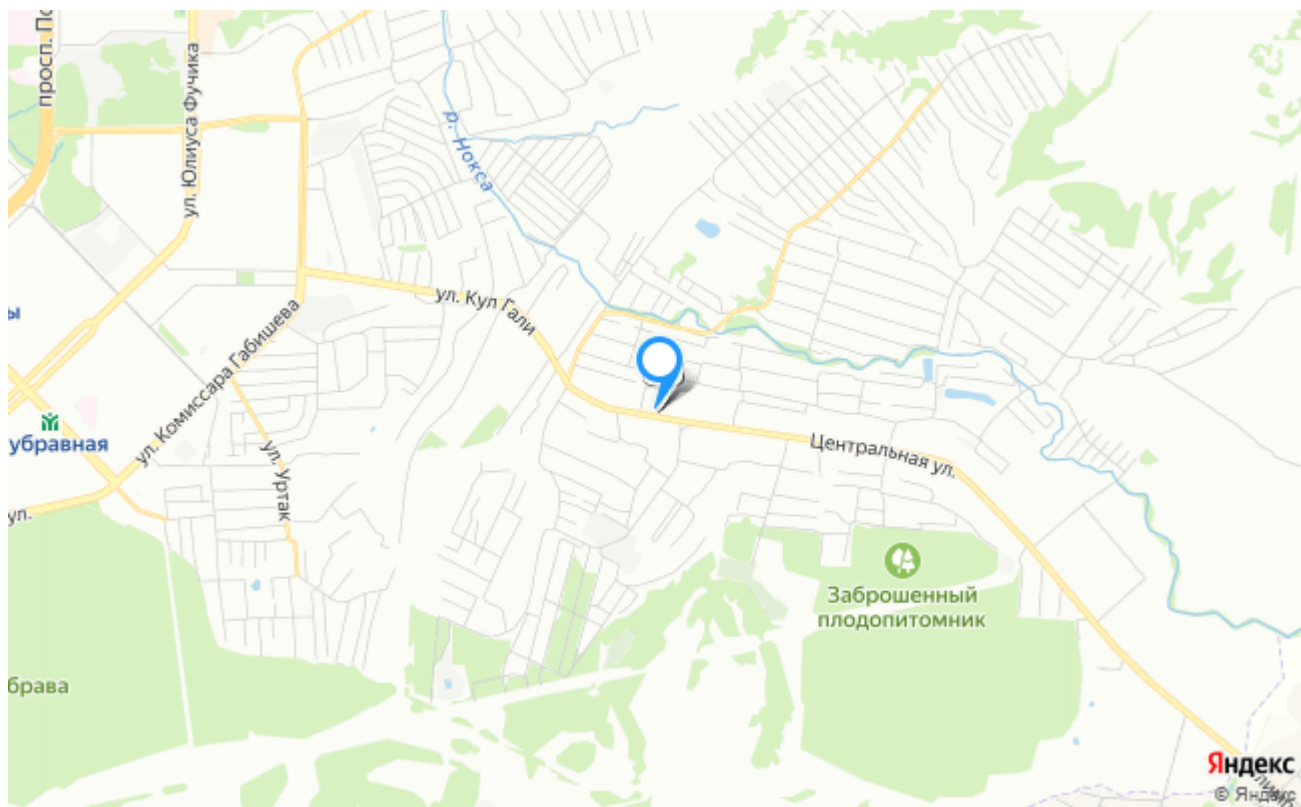 просп. По
ул. Юлиуса Фучика
р. Нокса
ул. Кул Гали
ы
ул. Комиссара Габишева
убравная
ул. Уртак
Центральная ул.
ул.
Заброшенный
плодопитомник
брава
Яндекс
© Яндекс